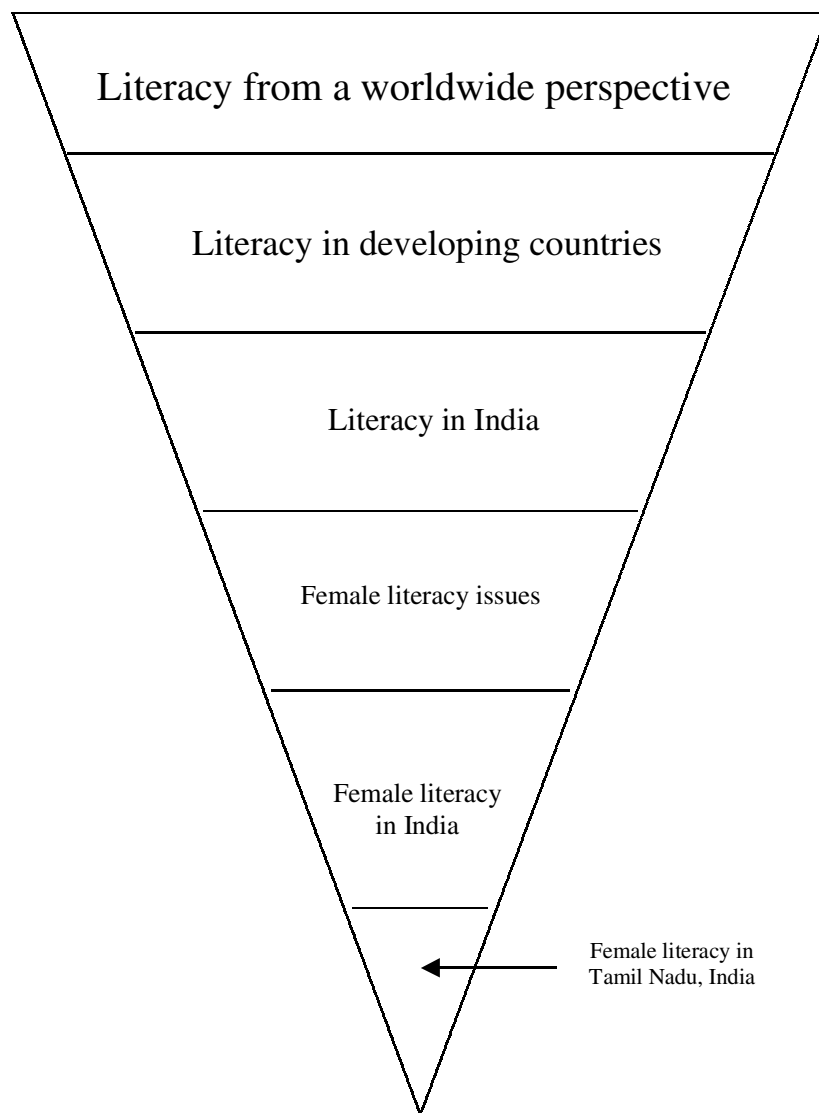 Literacy from a worldwide perspective
Literacy in developing countries
Literacy in India
Female literacy issues
Female literacy
in India
Female literacy in
Tamil Nadu, India